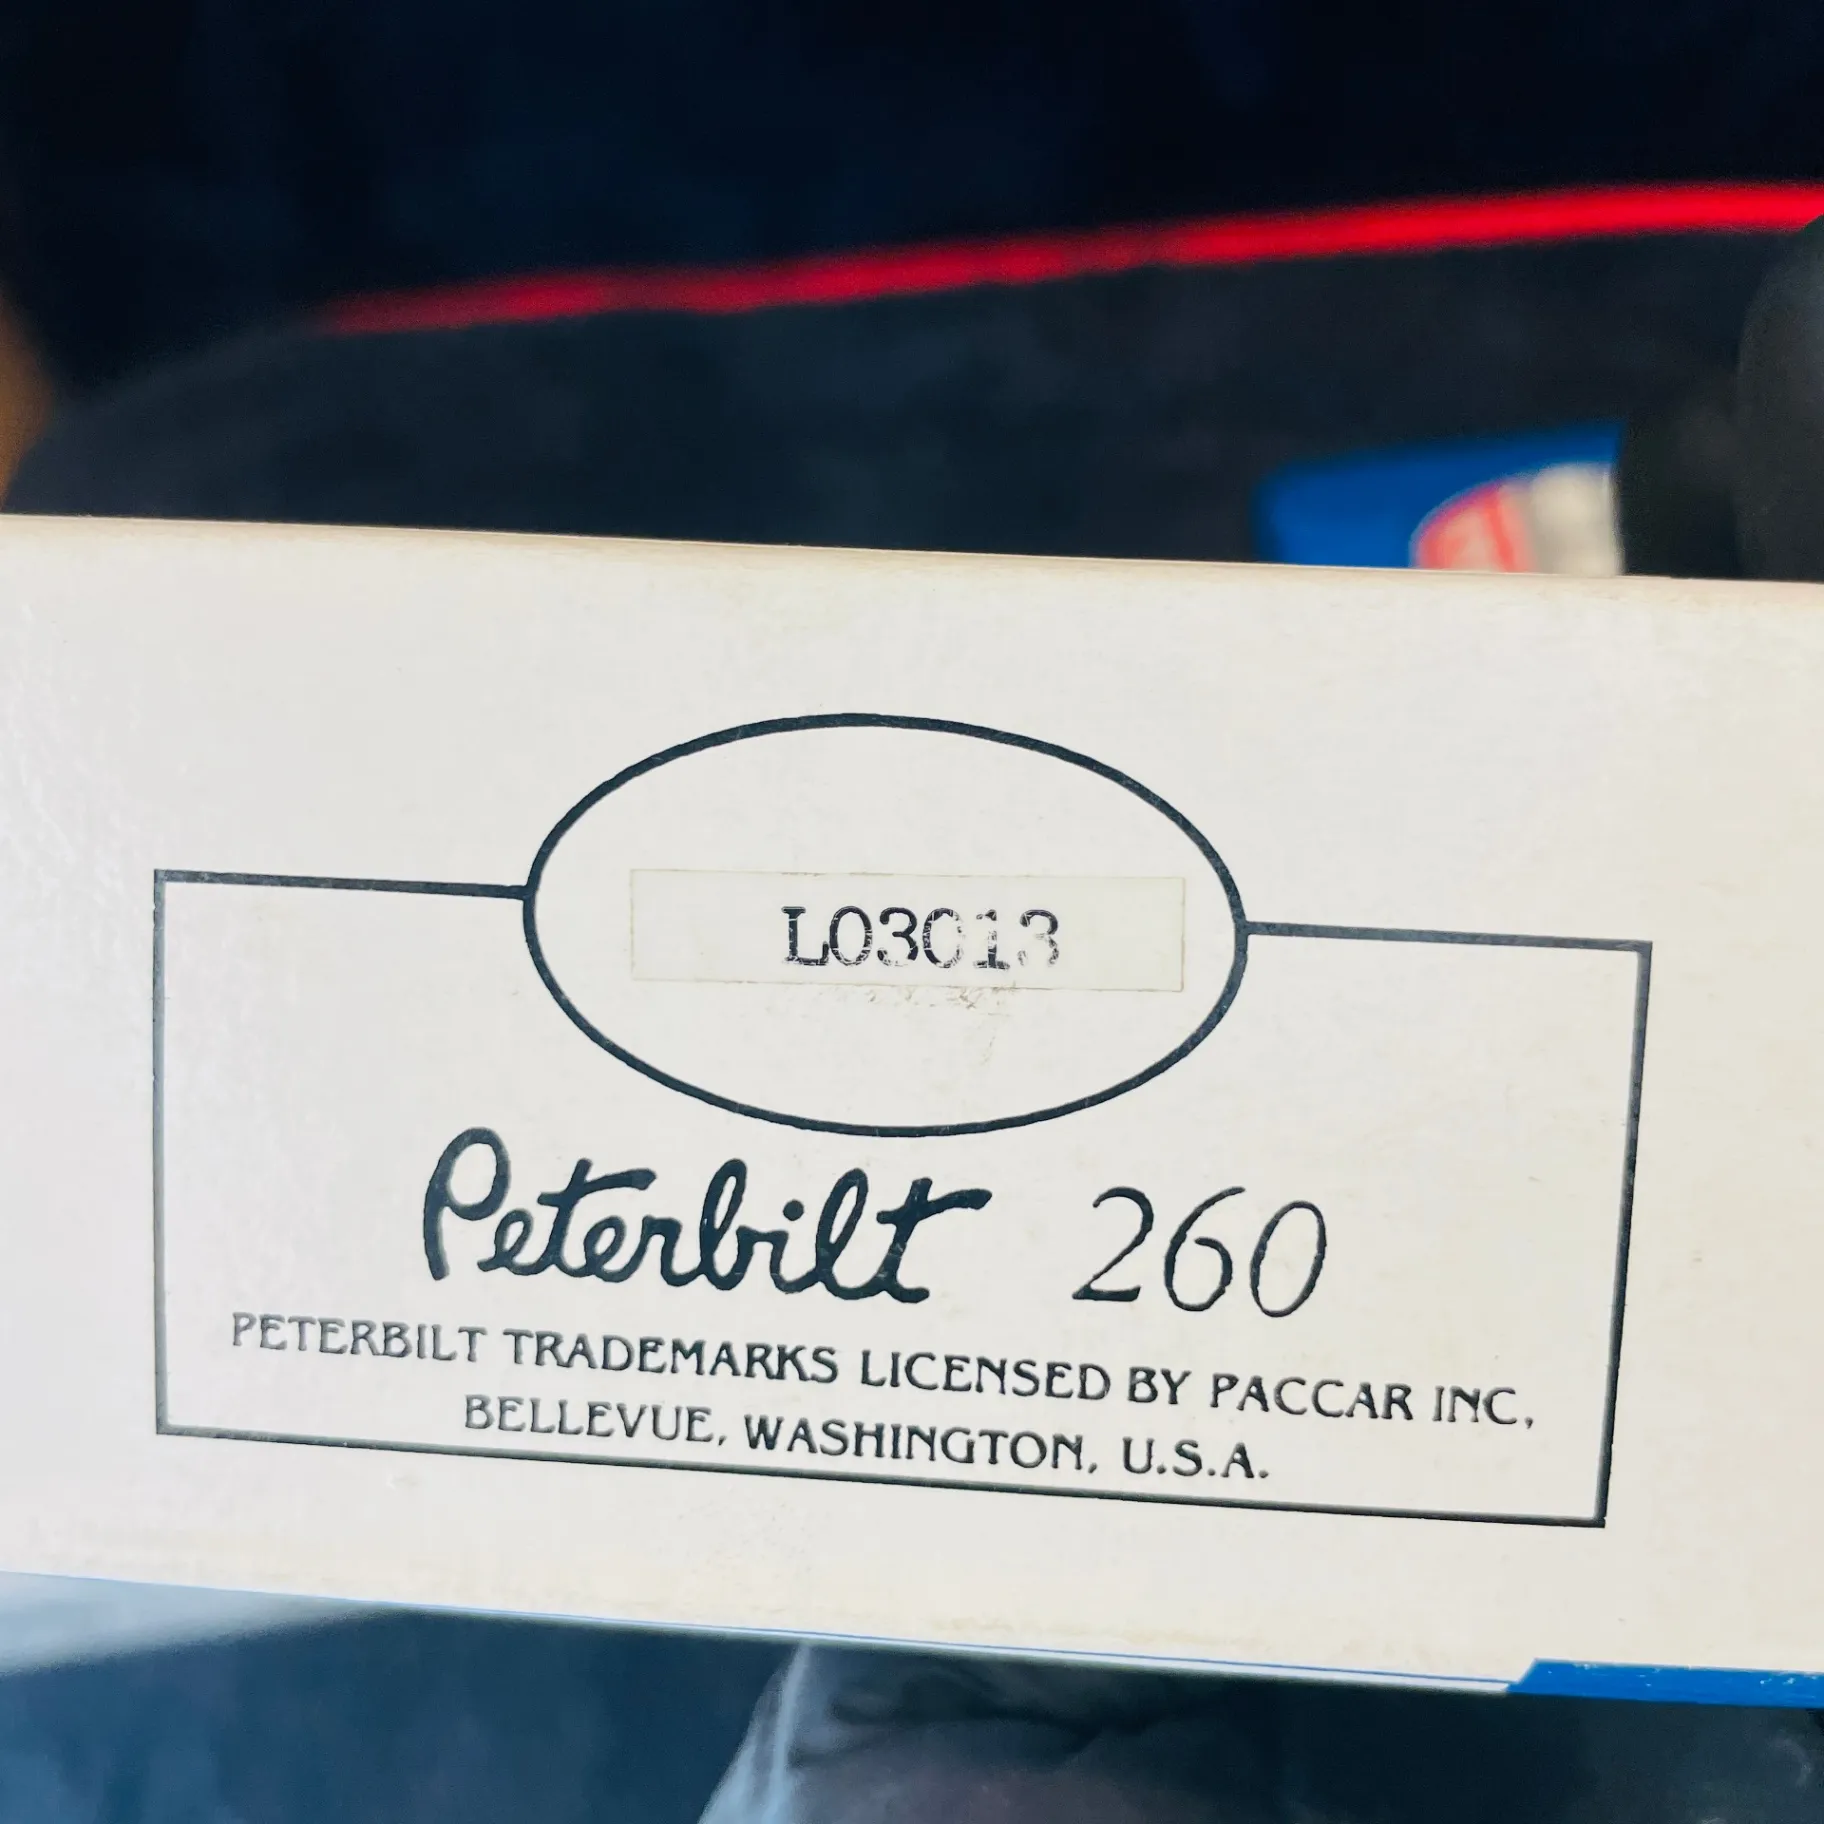 L03013
Peterbilt 260
PETERBILT TRADEMARKS LICENSED BY PACCAR INC,
BELLEVUE, WASHINGTON, U.S.A.